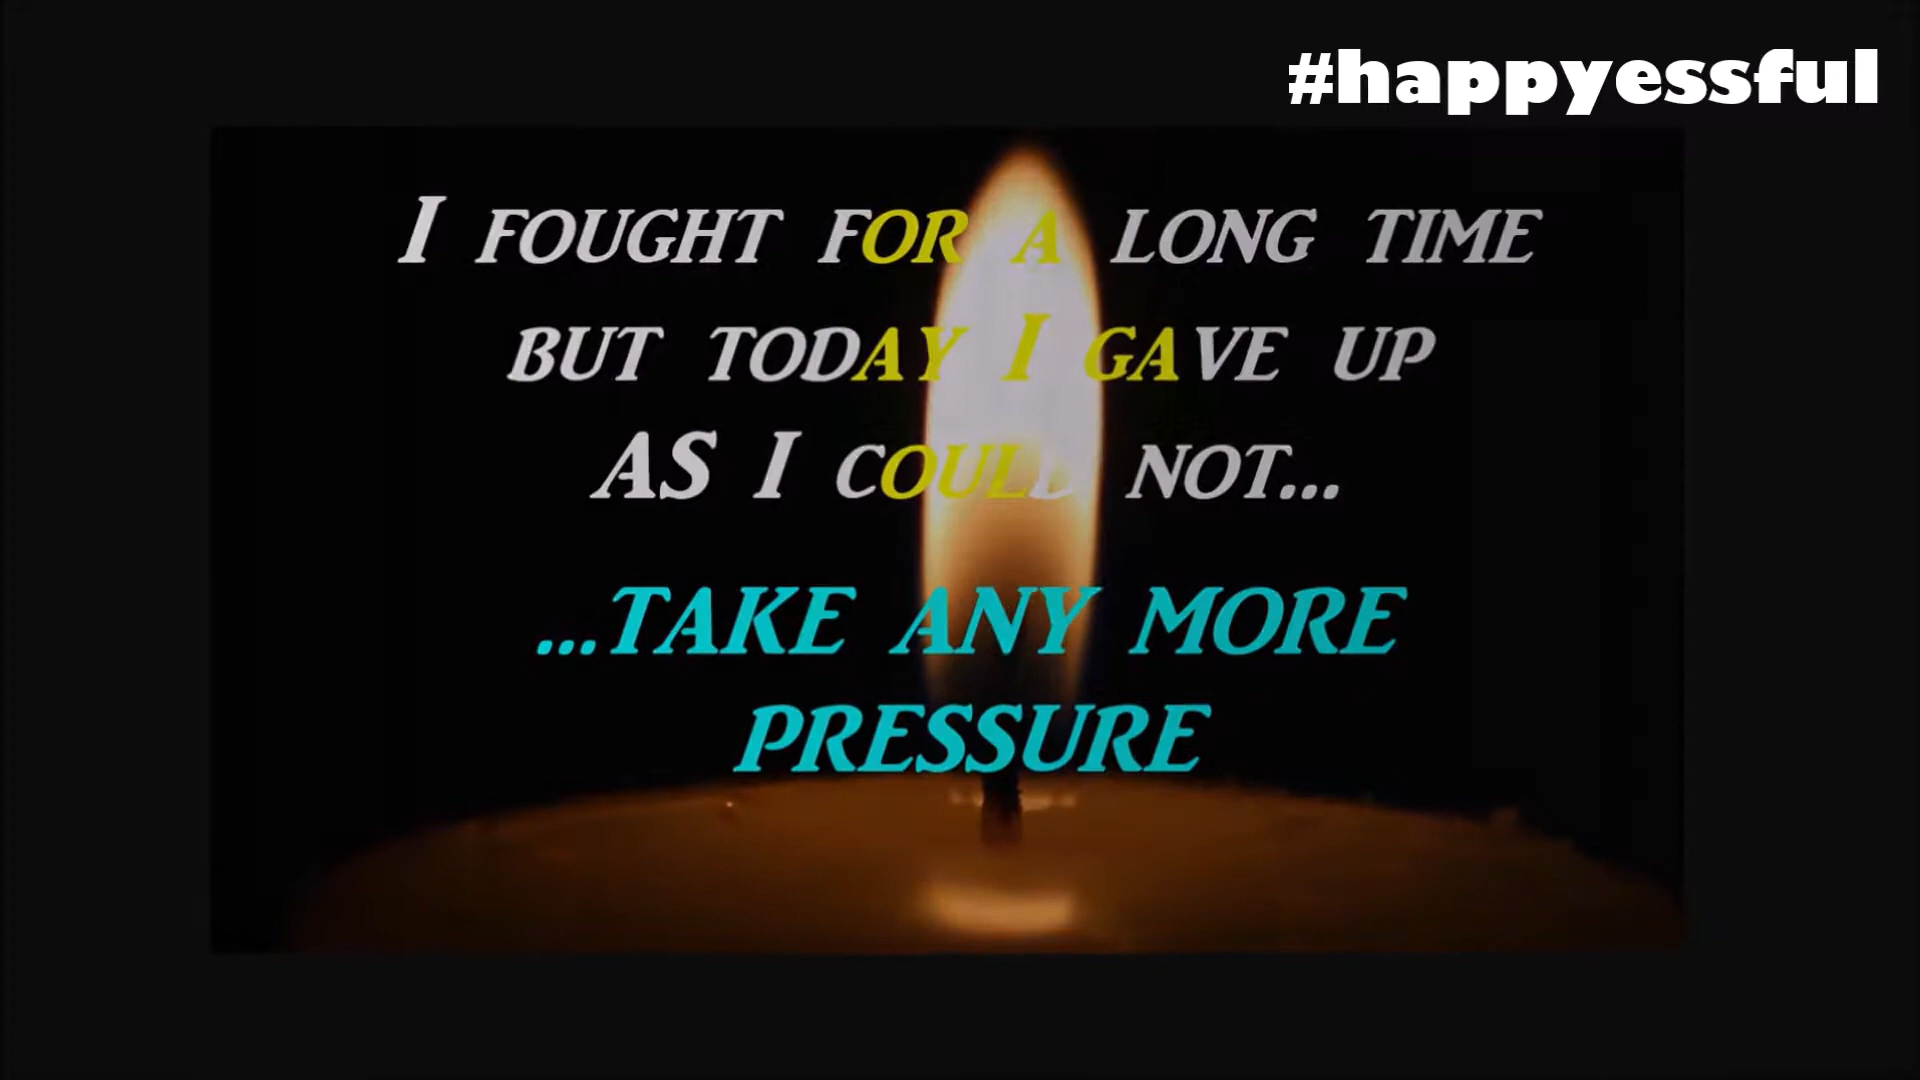 #happyessful
I FOUGHT FOR A LONG TIME
BUT TODAY I GAVE UP
AS I COULD NOT...
...TAKE ANY MORE
PRESSURE